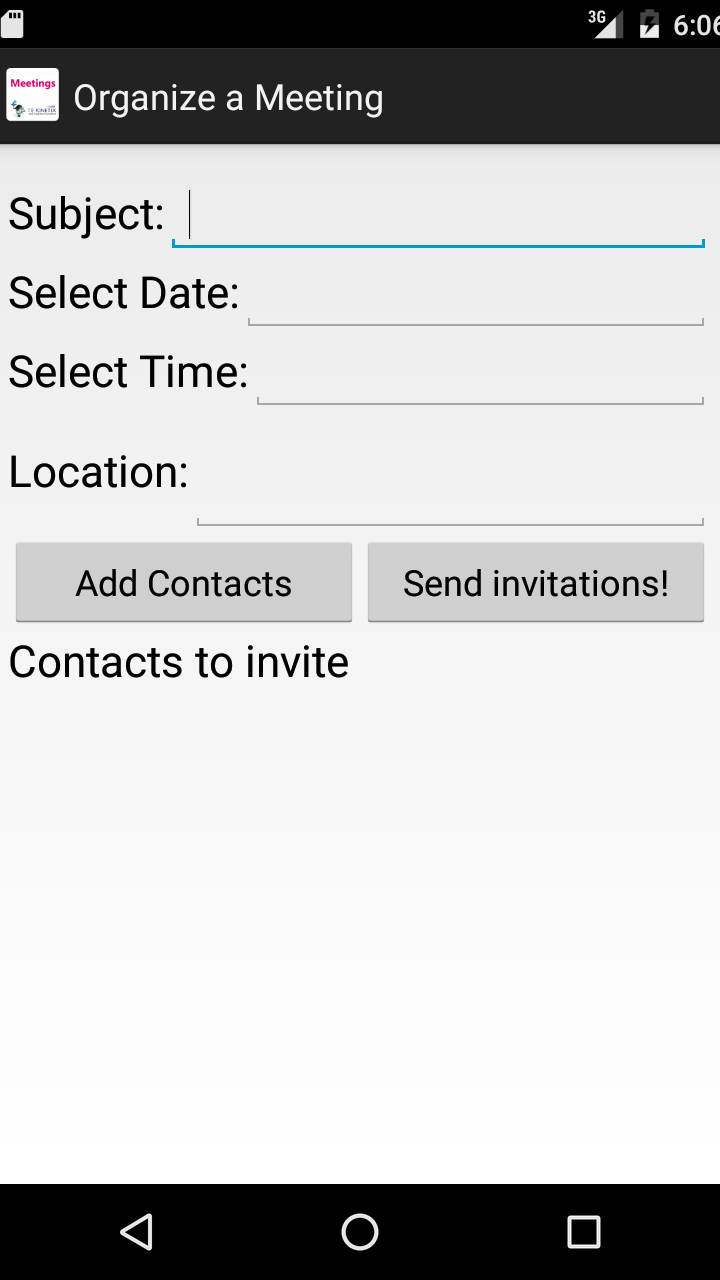 3G 6:06
Meetings
Organize a Meeting
Subject:
Select Date:
Select Time:
Location:
Add Contacts Send invitations!
Contacts to invite